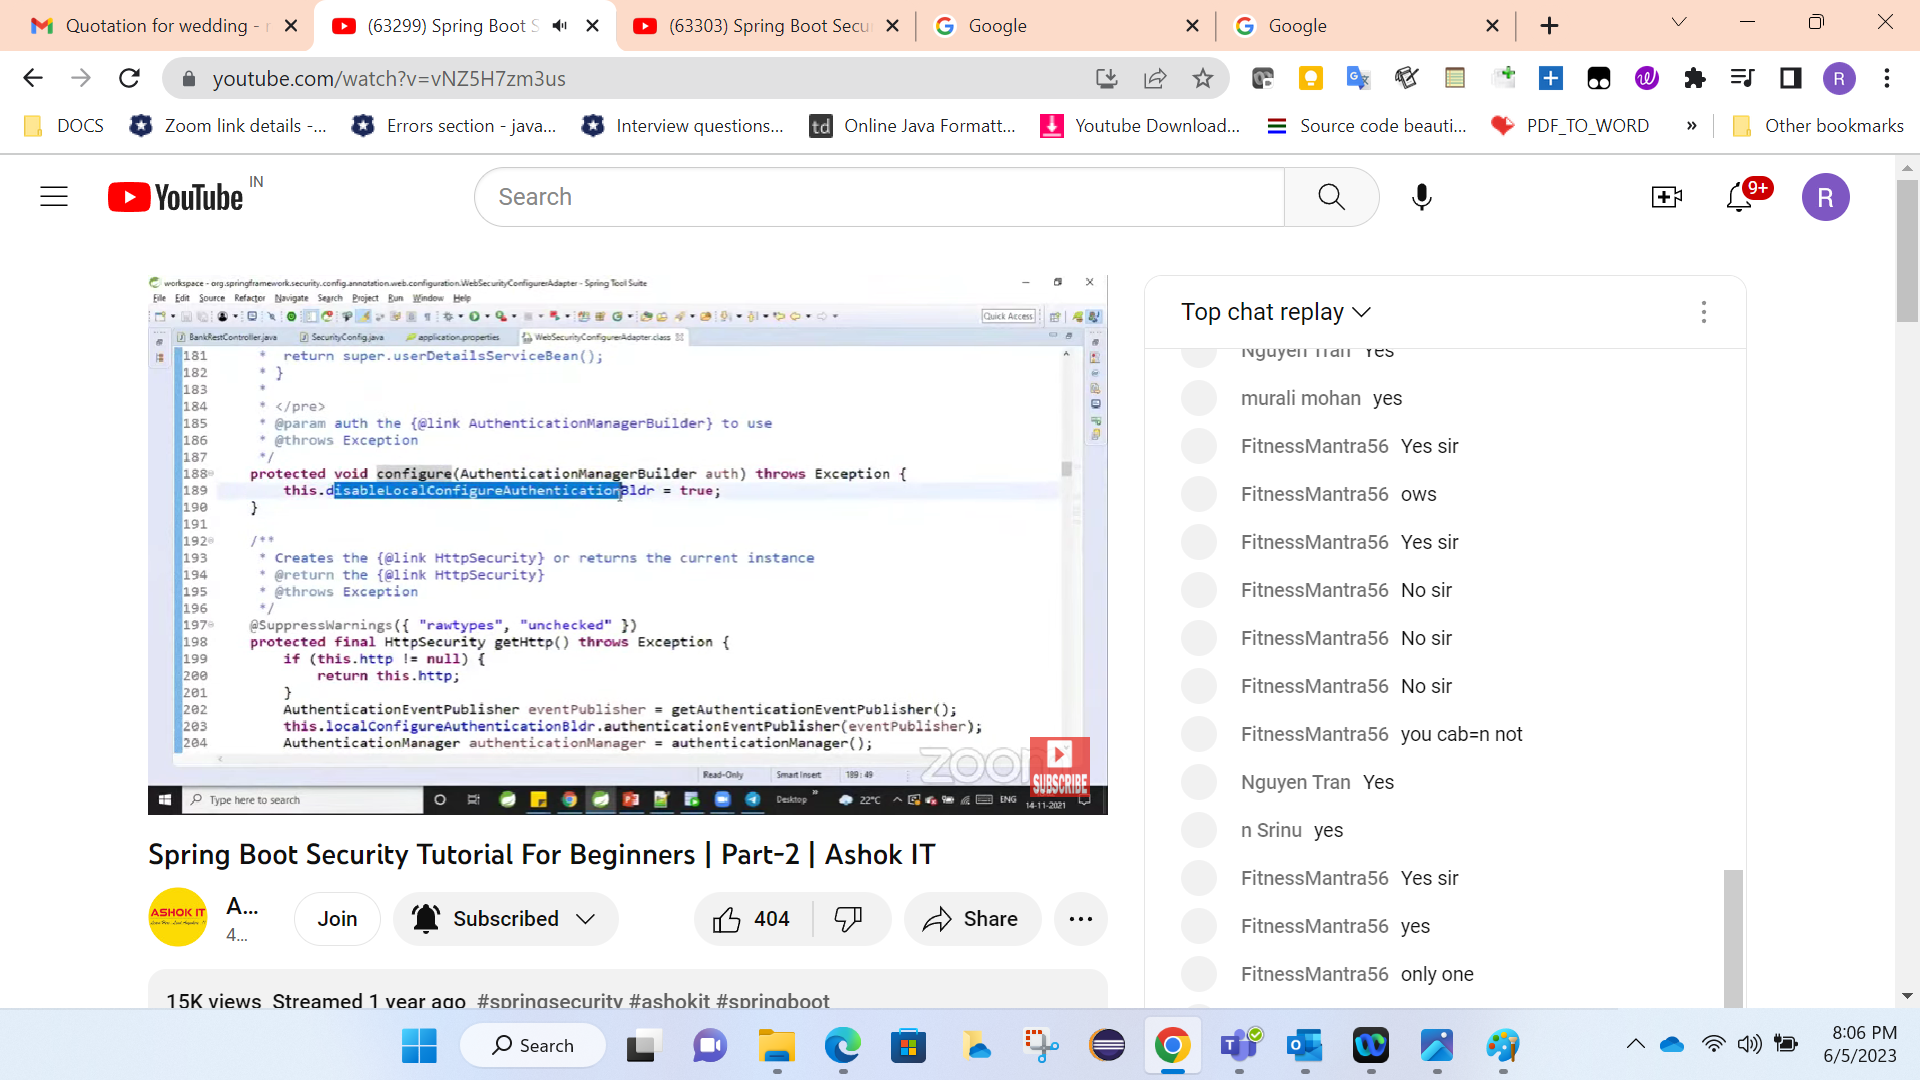 Quotation for wedding - r
(63299) Spring Boot S
(63303) Spring Boot Secu
Google
Google
youtube.com/watch?v=vNZ5H7zm3us
R
DOCS
Zoom link details -...
Errors section - java...
Interview questions...
td Online Java Formatt...
Youtube Download...
Source code beauti...
PDF_TO_WORD
»
Other bookmarks
YouTube IN
Search
9+
R
workspace - org.springframework.security.config.annotation.web.configuration.WebSecurityConfigurerAdapter - Spring Tool Suite
File Edit Source Refactor Navigate Search Project Run Window Help
Quick Access
BankRestController.java SecurityConfig.java application.properties WebSecurityConfigurerAdapter.class
181 * return super.userDetailsServiceBean();
182 * }
183 *
184 * </pre>
185 * @param auth the {@link AuthenticationManagerBuilder} to use
186 * @throws Exception
187 */
188 protected void configure(AuthenticationManagerBuilder auth) throws Exception {
189 this.disableLocalConfigureAuthenticationBldr = true;
190 }
191
192 /**
193 * Creates the {@link HttpSecurity} or returns the current instance
194 * @return the {@link HttpSecurity}
195 * @throws Exception
196 */
197 @SuppressWarnings({ "rawtypes", "unchecked" })
198 protected final HttpSecurity getHttp() throws Exception {
199 if (this.http != null) {
200 return this.http;
201 }
202 AuthenticationEventPublisher eventPublisher = getAuthenticationEventPublisher();
203 this.localConfigureAuthenticationBldr.authenticationEventPublisher(eventPublisher);
204 AuthenticationManager authenticationManager = authenticationManager();
zoom
SUBSCRIBE
Read-Only Smart Insert 189 : 49
Type here to search
Desktop
22°C
ENG
14-11-2021
Top chat replay
Nguyen Tran Yes
murali mohan yes
FitnessMantra56 Yes sir
FitnessMantra56 ows
FitnessMantra56 Yes sir
FitnessMantra56 No sir
FitnessMantra56 No sir
FitnessMantra56 No sir
FitnessMantra56 you cab=n not
Nguyen Tran Yes
n Srinu yes
FitnessMantra56 Yes sir
FitnessMantra56 yes
FitnessMantra56 only one
Spring Boot Security Tutorial For Beginners | Part-2 | Ashok IT
ASHOK IT
A...
4...
Join
Subscribed
404
Share
15K views Streamed 1 year ago #springsecurity #ashokit #springboot
Search
8:06 PM
6/5/2023